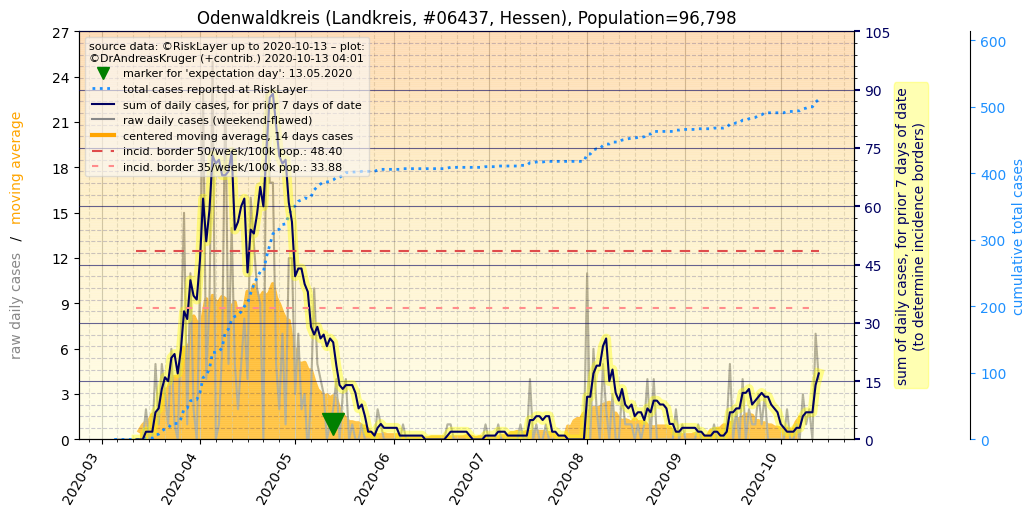 Odenwaldkreis (Landkreis, #06437, Hessen), Population=96,798
source data: ©RiskLayer up to 2020-10-13 – plot:
©DrAndreasKruger (+contrib.) 2020-10-13 04:01
marker for 'expectation day': 13.05.2020
total cases reported at RiskLayer
sum of daily cases, for prior 7 days of date
raw daily cases (weekend-flawed)
centered moving average, 14 days cases
incid. border 50/week/100k pop.: 48.40
incid. border 35/week/100k pop.: 33.88
raw daily cases / moving average
27
24
21
18
15
12
9
6
3
0
105
90
75
60
45
30
15
0
sum of daily cases, for prior 7 days of date
(to determine incidence borders)
600
500
400
300
200
100
0
cumulative total cases
2020-03
2020-04
2020-05
2020-06
2020-07
2020-08
2020-09
2020-10